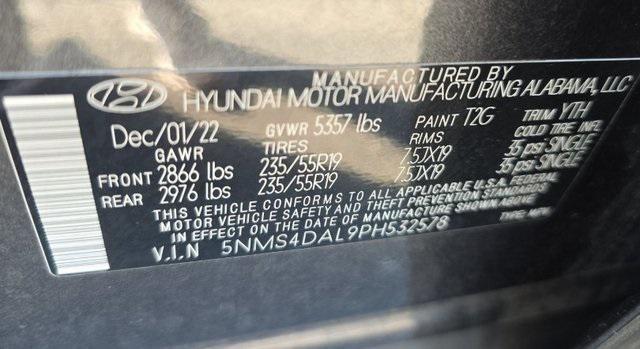 MANUFACTURED BY
HYUNDAI MOTOR MANUFACTURING ALABAMA, LLC
Dec/01/22 GVWR 5357 lbs PAINT T2G TRIM YTH
GAWR TIRES RIMS COLD TIRE INFL
FRONT 2866 lbs 235/55R19 7.5JX19 35 psi SINGLE
REAR 2976 lbs 235/55R19 7.5JX19 35 psi SINGLE
THIS VEHICLE CONFORMS TO ALL APPLICABLE U.S.A. FEDERAL
MOTOR VEHICLE SAFETY AND THEFT PREVENTION STANDARDS
IN EFFECT ON THE DATE OF MANUFACTURE SHOWN ABOVE
V.I.N 5NMS4DAL9PH532578 TYPE: MPV